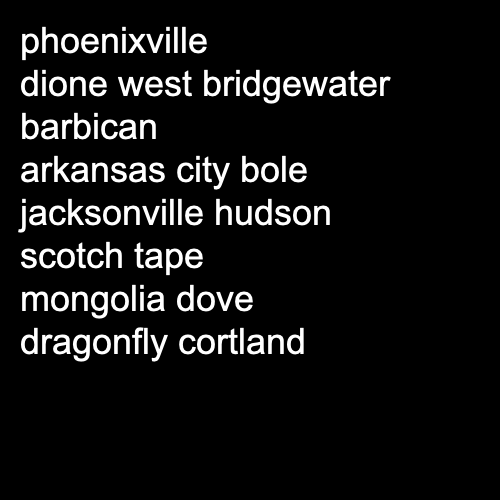 phoenixville
dione west bridgewater
barbican
arkansas city bole
jacksonville hudson
scotch tape
mongolia dove
dragonfly cortland